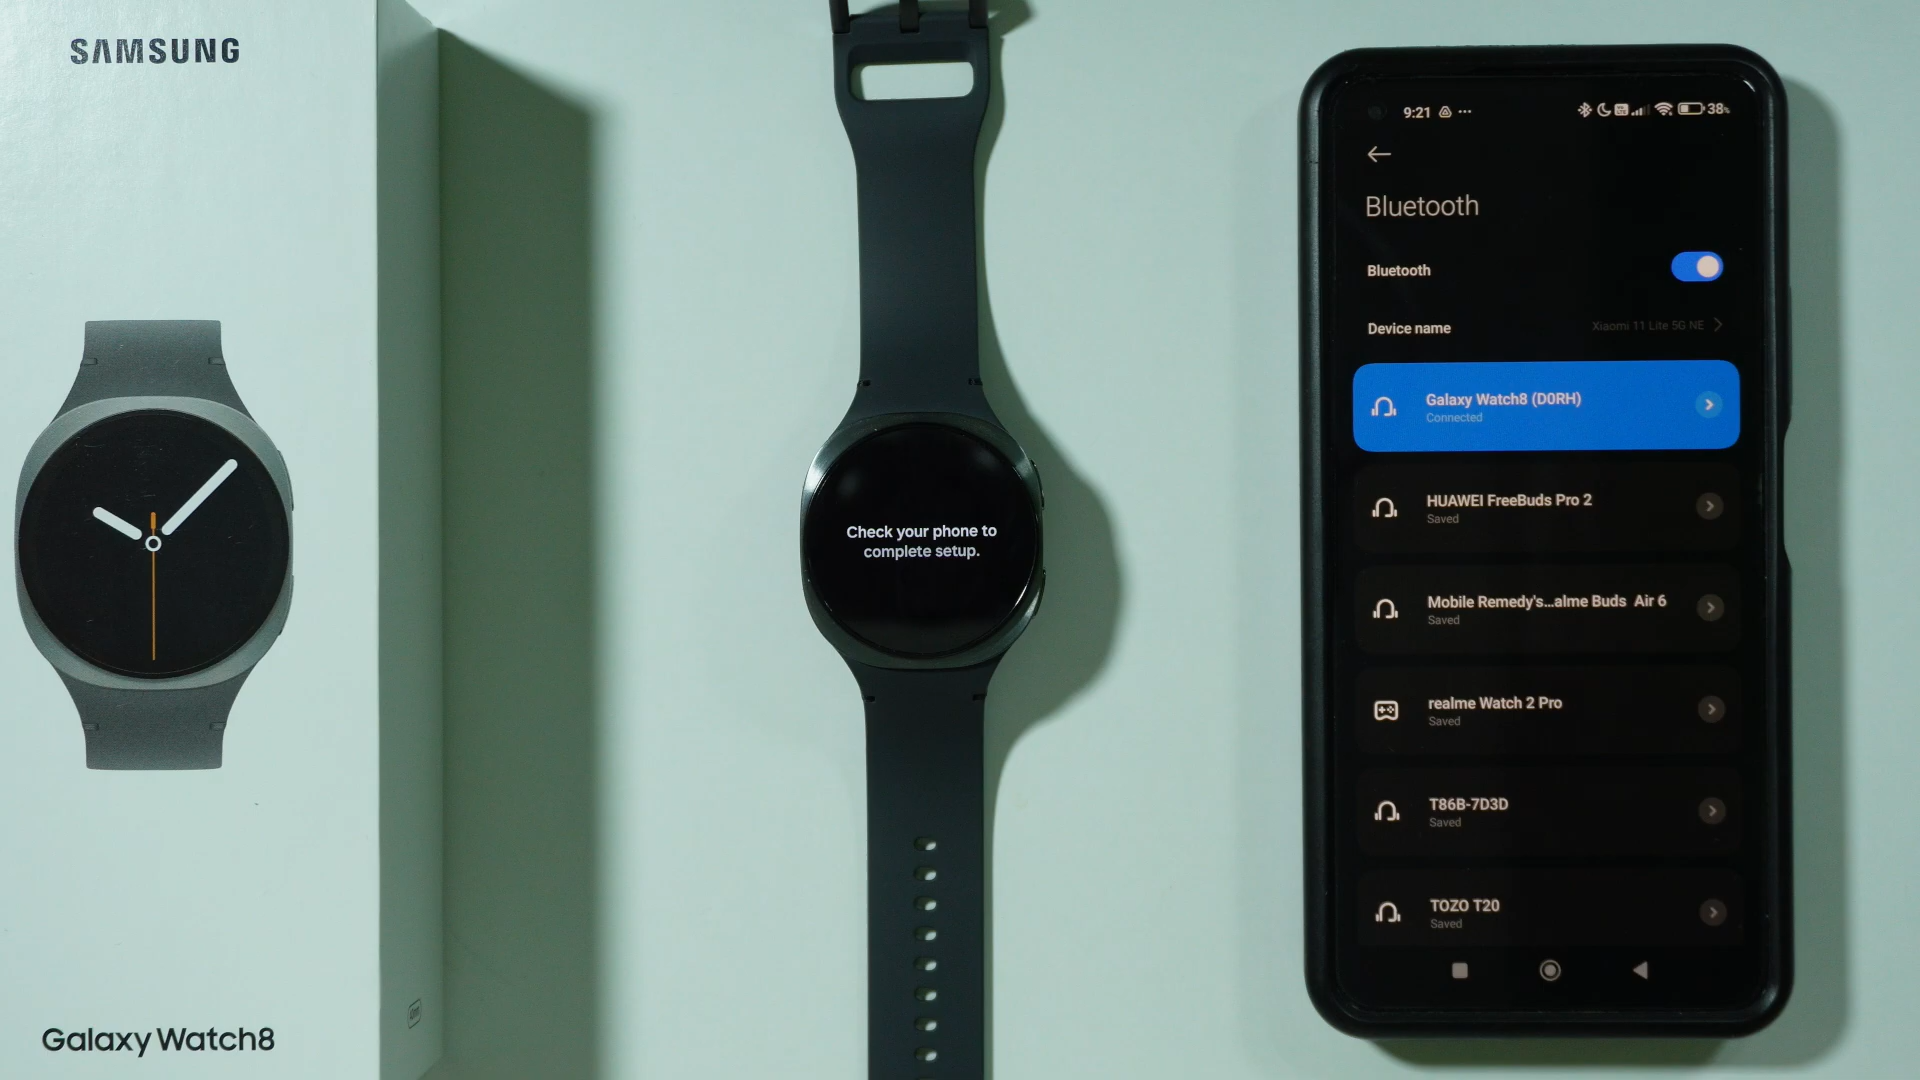 SAMSUNG
Galaxy Watch8
Check your phone to
complete setup.
9:21
38%
Bluetooth
Bluetooth
Device name
Xiaomi 11 Lite 5G NE
Galaxy Watch8 (D0RH)
Connected
HUAWEI FreeBuds Pro 2
Saved
Mobile Remedy's...alme Buds Air 6
Saved
realme Watch 2 Pro
Saved
T86B-7D3D
Saved
TOZO T20
Saved